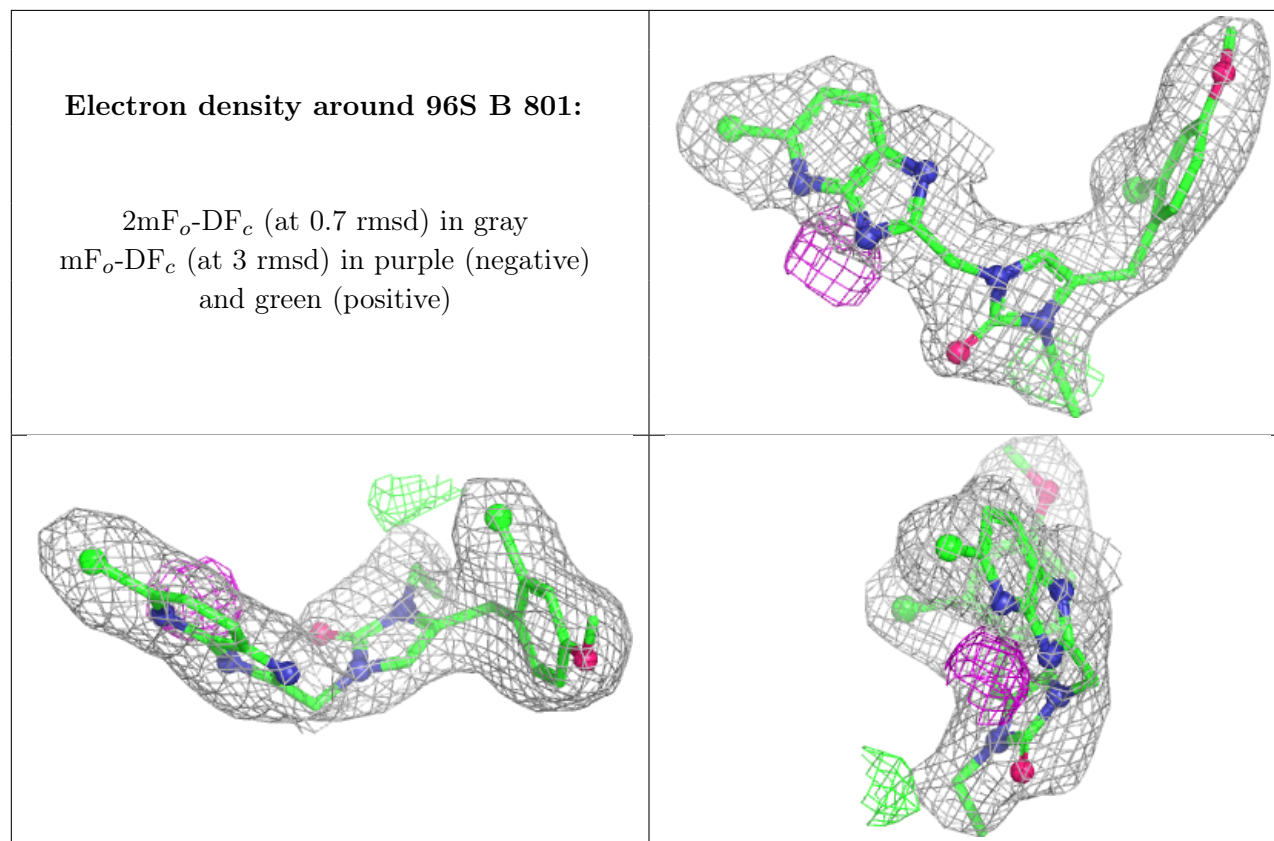 Electron density around 96S B 801:
2mFo-DFc (at 0.7 rmsd) in gray
mFo-DFc (at 3 rmsd) in purple (negative)
and green (positive)